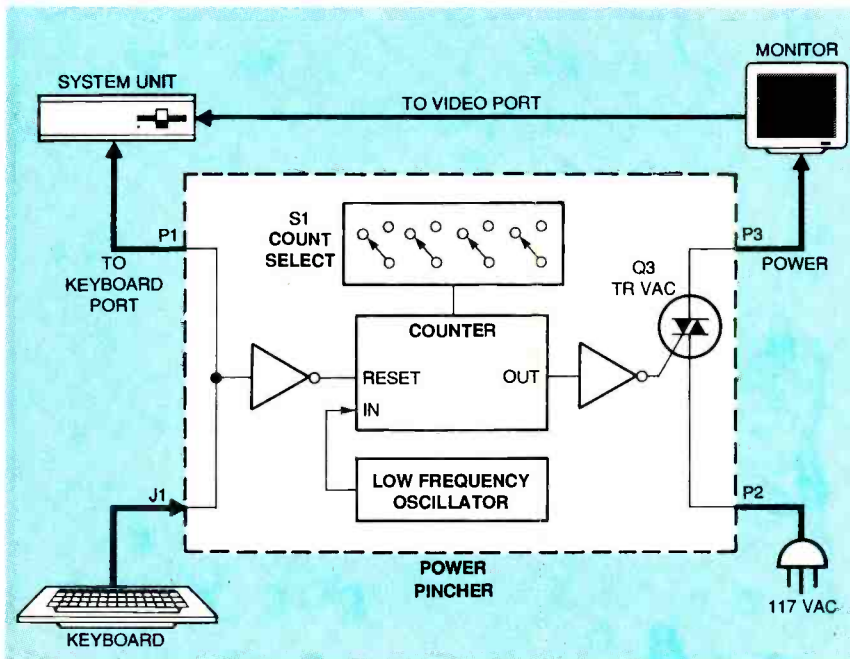 MONITOR
SYSTEM UNIT
TO VIDEO PORT
P1
S1
COUNT
SELECT
P3
TO
KEYBOARD
PORT
Q3
TR VAC
POWER
COUNTER
RESET
OUT
IN
LOW FREQUENCY
OSCILLATOR
J1
P2
POWER
PINCHER
KEYBOARD
117 VAC